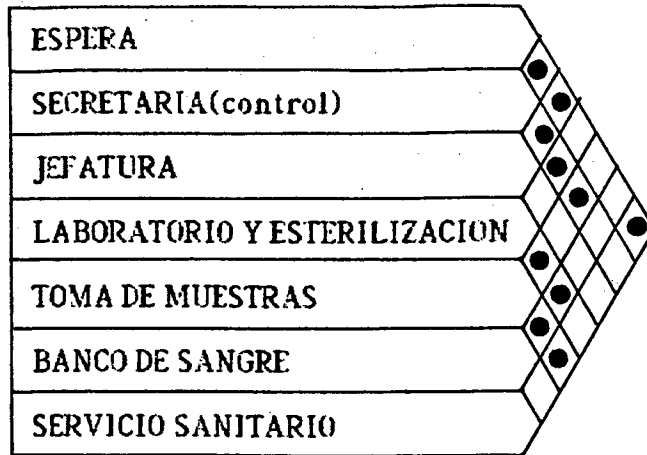 ESPERA
SECRETARIA(control)
JEFATURA
LABORATORIO Y ESTERILIZACION
TOMA DE MUESTRAS
BANCO DE SANGRE
SERVICIO SANITARIO